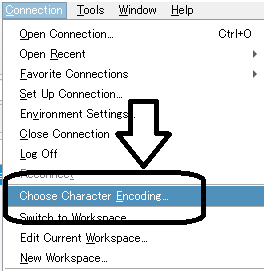 Connection Tools Window Help
Open Connection... Ctrl+O
Open Recent
Favorite Connections
Set Up Connection...
Environment Settings...
Close Connection
Log Off
Reconnect
Choose Character Encoding...
Switch to Workspace
Edit Current Workspace...
New Workspace...